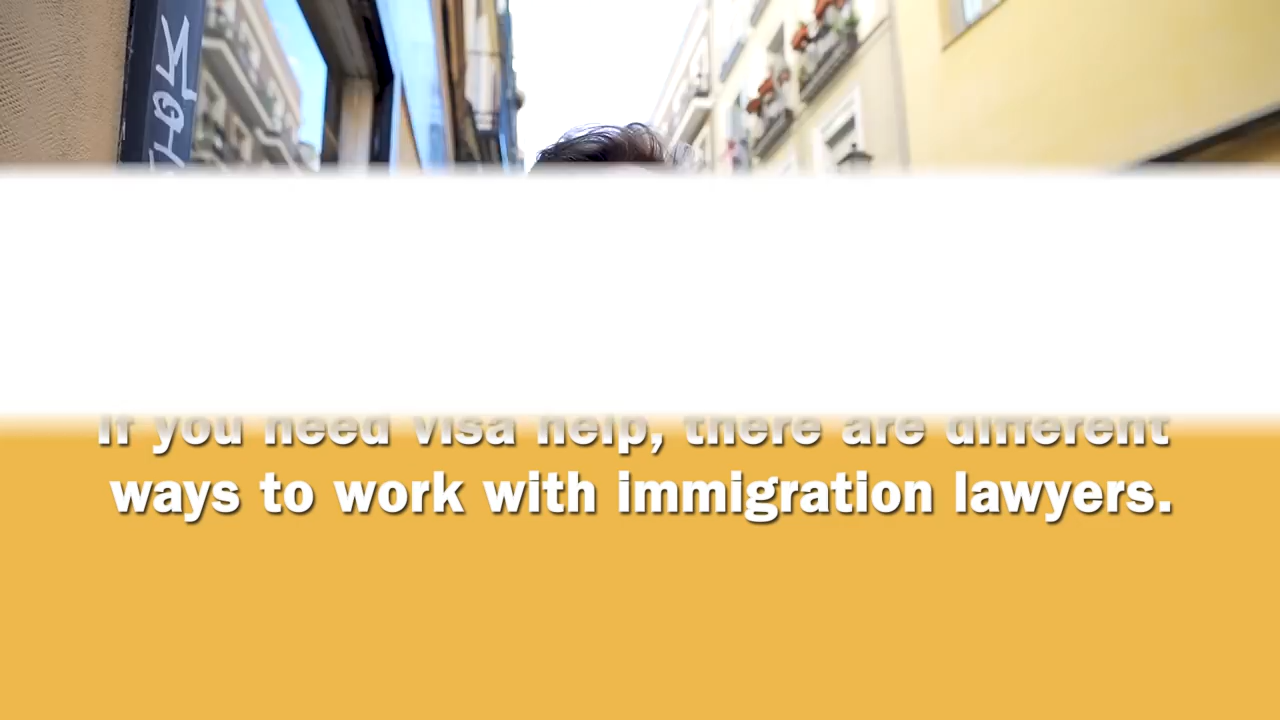 If you need visa help, there are different
ways to work with immigration lawyers.